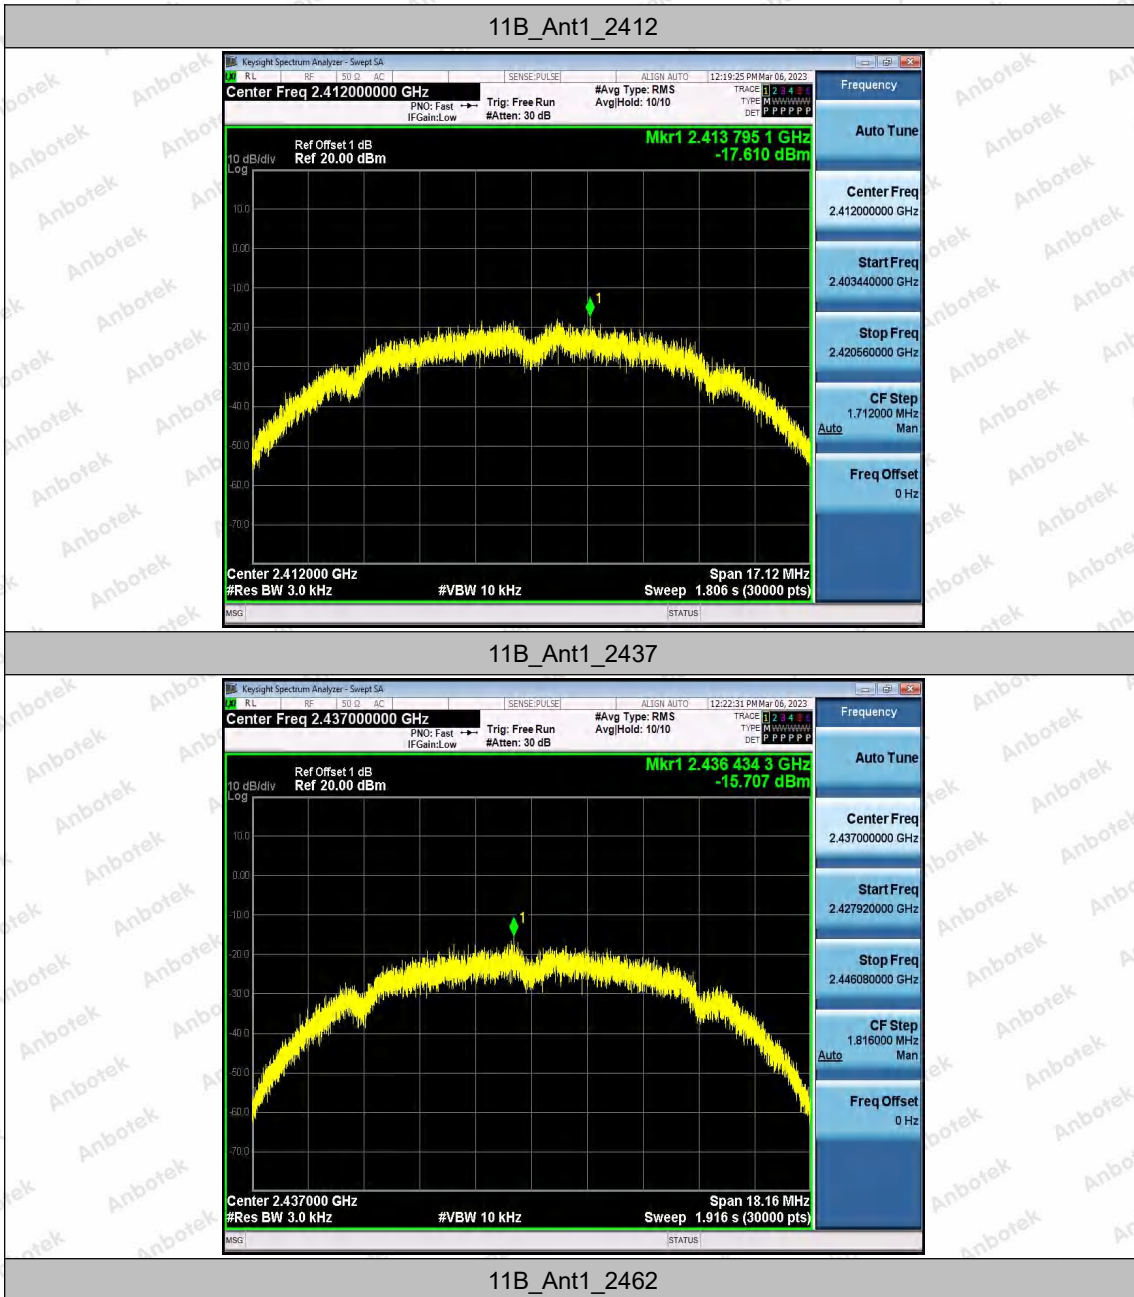 11B_Ant1_2412
Keysight Spectrum Analyzer - Swept SA
LXI RL RF 50 Ω AC SENSE:PULSE ALIGN AUTO 12:19:25 PM Mar 06, 2023
Center Freq 2.412000000 GHz #Avg Type: RMS TRACE 1 2 3 4 5 6 Frequency
PNO: Fast Trig: Free Run Avg|Hold: 10/10 TYPE M WWWWW
IFGain:Low #Atten: 30 dB DET P P P P P P
Auto Tune
Ref Offset 1 dB Mkr1 2.413 795 1 GHz
10 dB/div Ref 20.00 dBm -17.610 dBm
Log
10.0
0.00
-10.0
-20.0
-30.0
-40.0
-50.0
-60.0
-70.0
1
Center Freq
2.412000000 GHz
Start Freq
2.403440000 GHz
Stop Freq
2.420560000 GHz
CF Step
1.712000 MHz
Auto Man
Freq Offset
0 Hz
Center 2.412000 GHz Span 17.12 MHz
#Res BW 3.0 kHz #VBW 10 kHz Sweep 1.806 s (30000 pts)
MSG STATUS
11B_Ant1_2437
Keysight Spectrum Analyzer - Swept SA
LXI RL RF 50 Ω AC SENSE:PULSE ALIGN AUTO 12:22:31 PM Mar 06, 2023
Center Freq 2.437000000 GHz #Avg Type: RMS TRACE 1 2 3 4 5 6 Frequency
PNO: Fast Trig: Free Run Avg|Hold: 10/10 TYPE M WWWWW
IFGain:Low #Atten: 30 dB DET P P P P P P
Auto Tune
Ref Offset 1 dB Mkr1 2.436 434 3 GHz
10 dB/div Ref 20.00 dBm -15.707 dBm
Log
10.0
0.00
-10.0
-20.0
-30.0
-40.0
-50.0
-60.0
-70.0
1
Center Freq
2.437000000 GHz
Start Freq
2.427920000 GHz
Stop Freq
2.446080000 GHz
CF Step
1.816000 MHz
Auto Man
Freq Offset
0 Hz
Center 2.437000 GHz Span 18.16 MHz
#Res BW 3.0 kHz #VBW 10 kHz Sweep 1.916 s (30000 pts)
MSG STATUS
11B_Ant1_2462